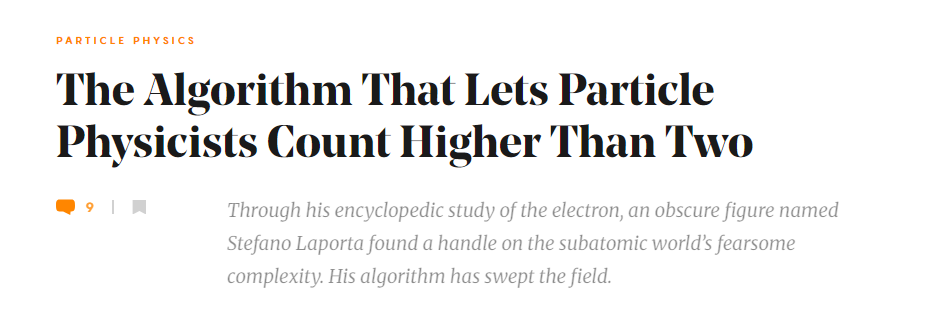 PARTICLE PHYSICS
The Algorithm That Lets Particle
Physicists Count Higher Than Two
9
Through his encyclopedic study of the electron, an obscure figure named
Stefano Laporta found a handle on the subatomic world’s fearsome
complexity. His algorithm has swept the field.